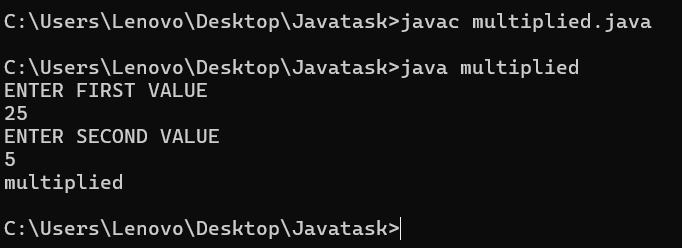 C:\Users\Lenovo\Desktop\Javatask>javac multiplied.java
C:\Users\Lenovo\Desktop\Javatask>java multiplied
ENTER FIRST VALUE
25
ENTER SECOND VALUE
5
multiplied
C:\Users\Lenovo\Desktop\Javatask>